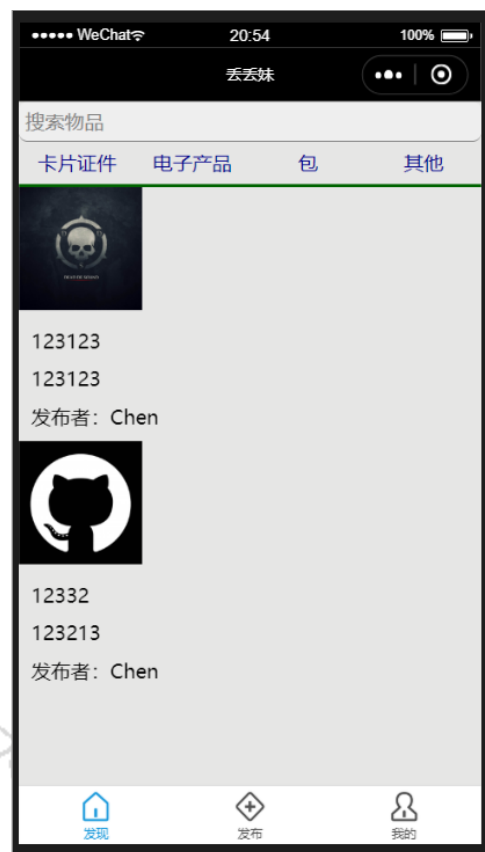 WeChat 20:54 100%
丢丢妹
搜索物品
卡片证件 电子产品 包 其他
123123
123123
发布者：Chen
12332
123213
发布者：Chen
发现 发布 我的